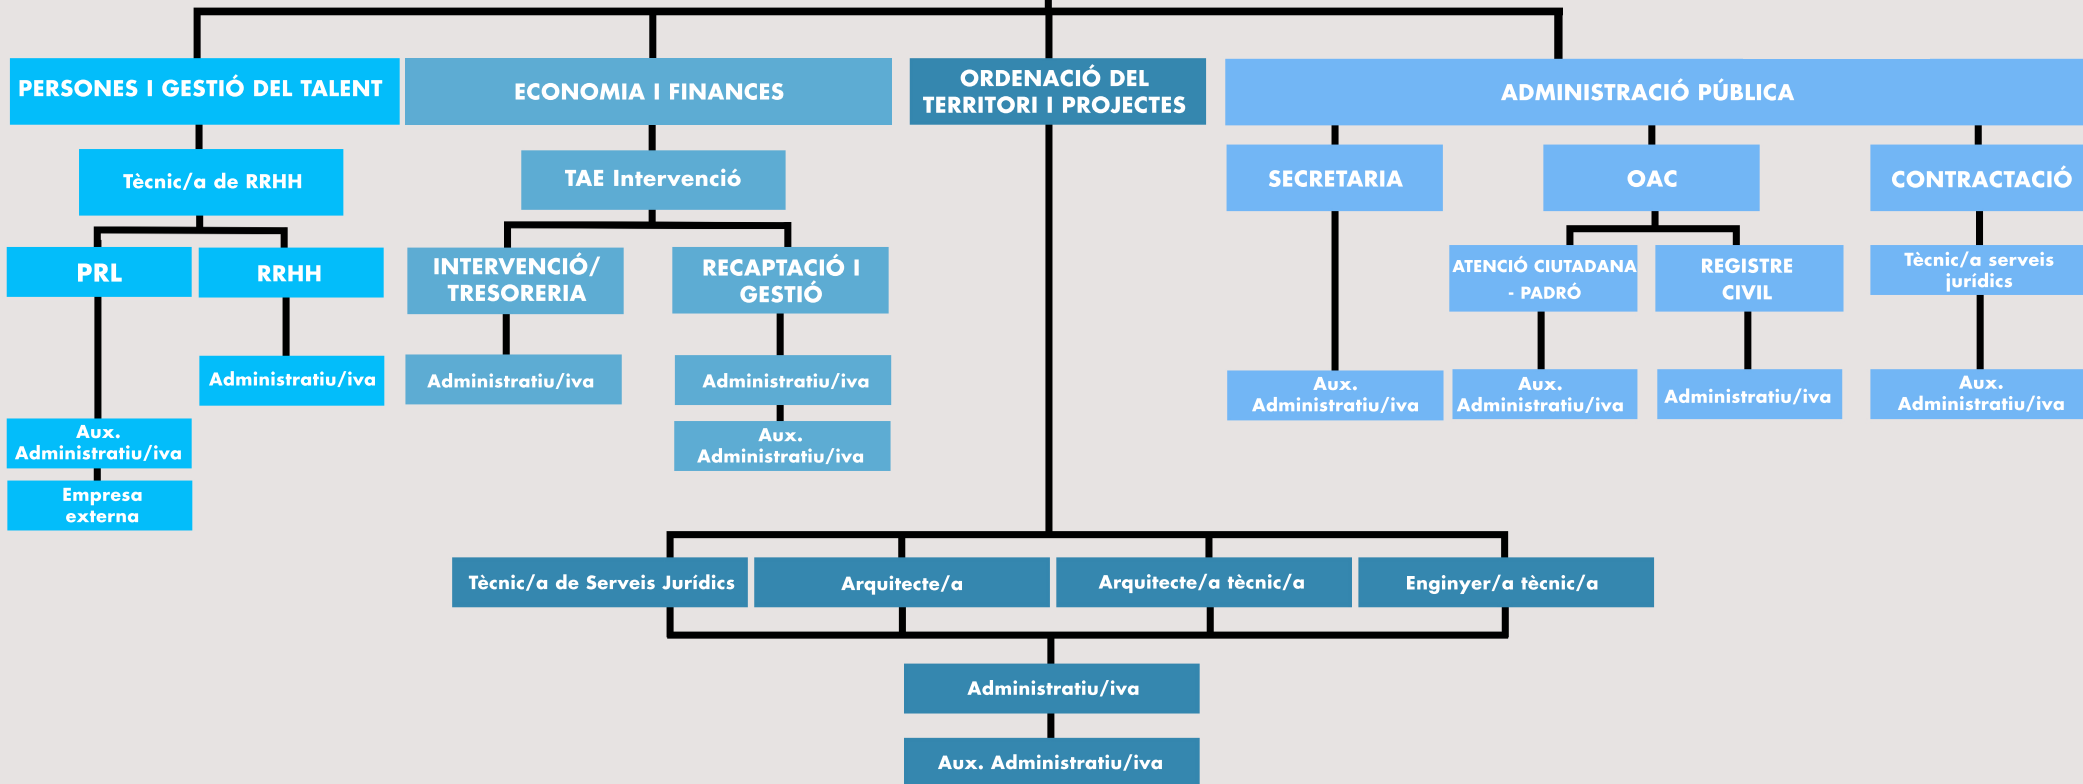 PERSONES I GESTIÓ DEL TALENT
ECONOMIA I FINANCES
ORDENACIÓ DEL
TERRITORI I PROJECTES
ADMINISTRACIÓ PÚBLICA
Tècnic/a de RRHH
TAE Intervenció
SECRETARIA
OAC
CONTRACTACIÓ
PRL
RRHH
INTERVENCIÓ/
TRESORERIA
RECAPTACIÓ I
GESTIÓ
ATENCIÓ CIUTADANA
- PADRÓ
REGISTRE
CIVIL
Tècnic/a serveis
jurídics
Administratiu/iva
Administratiu/iva
Administratiu/iva
Aux.
Administratiu/iva
Aux.
Administratiu/iva
Administratiu/iva
Aux.
Administratiu/iva
Aux.
Administratiu/iva
Aux.
Administratiu/iva
Empresa
externa
Tècnic/a de Serveis Jurídics
Arquitecte/a
Arquitecte/a tècnic/a
Enginyer/a tècnic/a
Administratiu/iva
Aux. Administratiu/iva